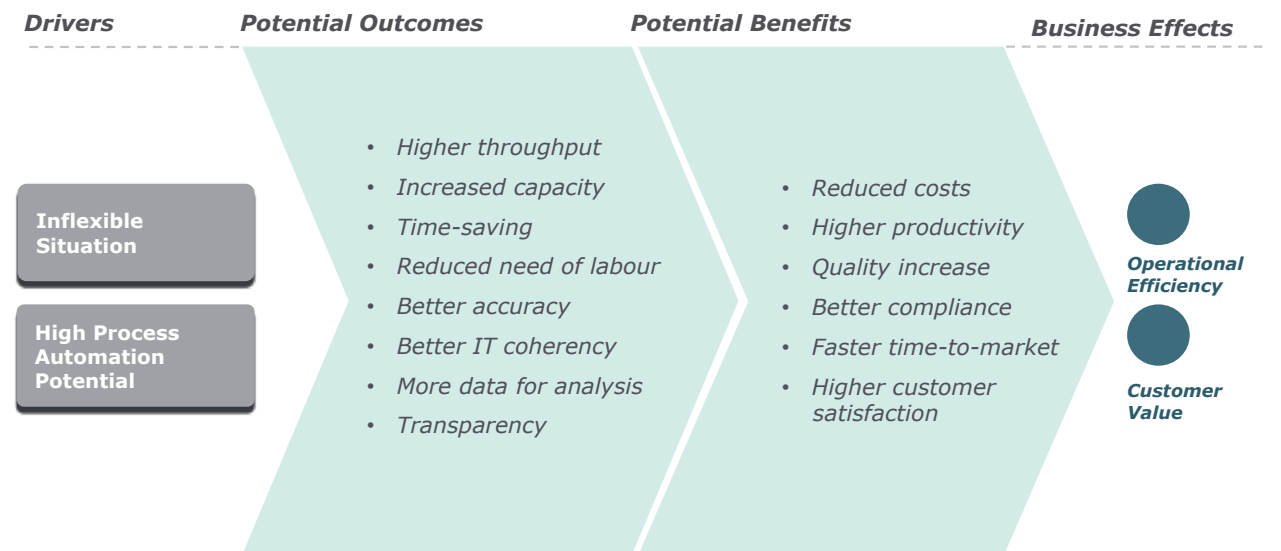 Drivers
Potential Outcomes
Potential Benefits
Business Effects
Inflexible
Situation
High Process
Automation
Potential
• Higher throughput
• Increased capacity
• Time-saving
• Reduced need of labour
• Better accuracy
• Better IT coherency
• More data for analysis
• Transparency
• Reduced costs
• Higher productivity
• Quality increase
• Better compliance
• Faster time-to-market
• Higher customer
satisfaction
Operational
Efficiency
Customer
Value